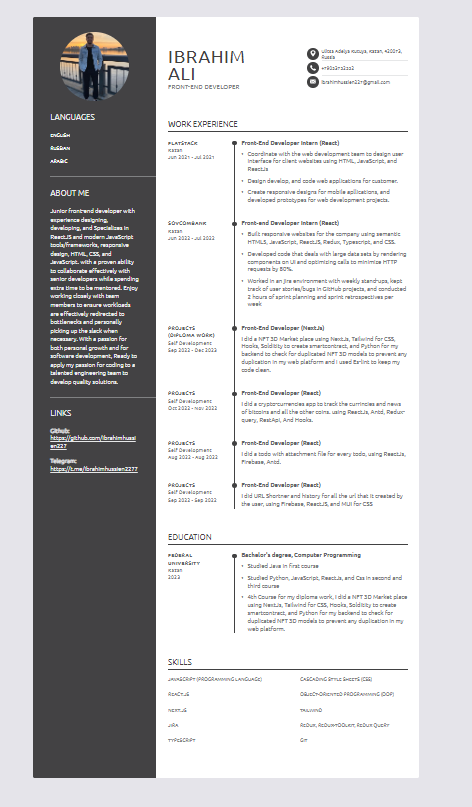 IBRAHIM
ALI
FRONT-END DEVELOPER
Ulitsa Adelya Kutuya, Kazan, 420073,
Russia
ibrahimhusslen227@gmail.com
LANGUAGES
ENGLISH
RUSSIAN
ARABIC
ABOUT ME
Junior front-end developer with
experience designing,
developing, and Specializes in
ReactJS and modern JavaScript
tools/frameworks, responsive
design, HTML, CSS, and
JavaScript. with a proven ability
to collaborate effectively with
senior developers while spending
extra time to be mentored. Enjoy
working closely with team
members to ensure workloads
are effectively redirected to
bottlenecks and personally
picking up the slack when
necessary. With a passion for
both personal growth and for
software development, Ready to
apply my passion for coding to a
talented engineering team to
develop quality solutions.
LINKS
Github:
https://github.com/ibrahimhussl
en227
Telegram:
https://t.me/ibrahimhusslen2277
WORK EXPERIENCE
FLATSTACK
Kazan
Jun 2021 - Jul 2021
Front-End Developer Intern (React)
• Coordinate with the web development team to design user
interface for client websites using HTML, JavaScript, and
ReactJs
• Design develop, and code web applications for customer.
• Create responsive designs for mobile apllications, and
developed prototypes for web development projects.
SOVCOMBANK
Kazan
Jun 2022 - Jul 2022
Front-end Developer Intern (React)
• Built responsive websites for the company using semantic
HTML5, JavaScript, ReactJS, Redux, Typescript, and CSS.
• Developed code that deals with large data sets by rendering
components on UI and optimizing calls to minimize HTTP
requests by 80%.
• Worked in an jira environment with weekly standups, kept
track of user stories/bugs in GitHub projects, and conducted
2 hours of sprint planning and sprint retrospectives per
week
PROJECTS
(DIPLOMA WORK)
Self Development
Sep 2023 - Dec 2023
Front-End Developer (NextJs)
I did a NFT 3D Market place using NextJs, Tailwind for CSS,
Hooks, Solditity to create smartcontract, and Python for my
backend to check for duplicated NFT 3D models to prevent any
duplication in my web platform and I used Eerlint to keep my
code clean.
PROJECTS
Self Development
Oct 2022 - Nov 2022
Front-End Developer (React)
I did a cryptocurrencies app to track the curricies and news
of bitcoins and all the other coins. using ReactJs, Antd, Redux-
query, RestApi, And Hooks.
PROJECTS
Self Development
Aug 2022 - Aug 2022
Front-End Developer (React)
I did a todo with attachment file for every todo, using ReactJs,
Firebase, Antd.
PROJECTS
Self Development
Sep 2022 - Sep 2022
Front-End Developer (React)
I did URL Shortner and history for all the url that it created by
the user, using Firebase, ReactJS, and MUI for CSS
EDUCATION
FEDERAL
UNIVERSITY
Kazan
2023
Bachelor's degree, Computer Programming
• Studied Java in first course
• Studied Python, JavaScript, ReactJs, and Css in second and
third course
• 4th Course for my diploma work, I did a NFT 3D Market place
using NextJs, Tailwind for CSS, Hooks, Solditity to create
smartcontract, and Python for my backend to check for
dupllicated NFT 3D models to prevent any duplitication in my
web platform.
SKILLS
JAVASCRIPT (PROGRAMMING LANGUAGE)
CASCADING STYLE SHEETS (CSS)
REACTJS
OBJECT-ORIENTED PROGRAMMING (OOP)
NEXTJS
TAILWIND
JIRA
REDUX, REDUX-TOOLKIT, REDUX QUERY
TYPESCRIPT
GIT